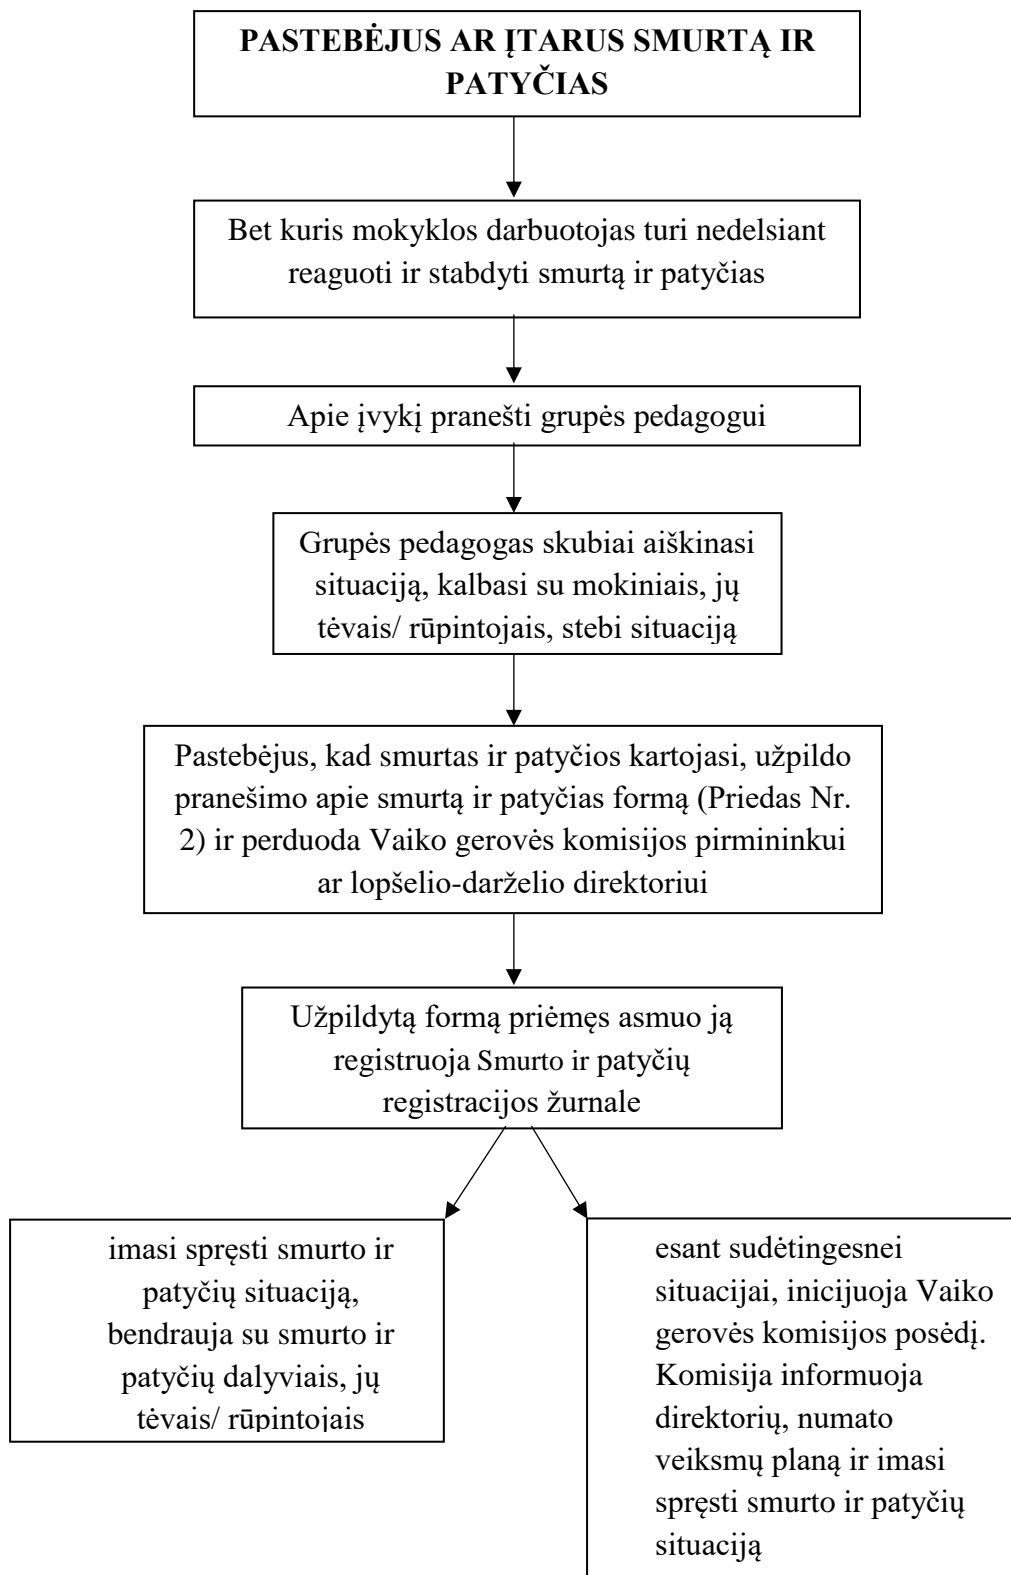 PASTEBĖJUS AR ĮTARUS SMURTĄ IR
PATYČIAS
Bet kuris mokyklos darbuotojas turi nedelsiant
reaguoti ir stabdyti smurtą ir patyčias
Apie įvykį pranešti grupės pedagogui
Grupės pedagogas skubiai aiškinasi
situaciją, kalbasi su mokiniais, jų
tėvais/ rūpintojais, stebi situaciją
Pastebėjus, kad smurtas ir patyčios kartojasi, užpildo
pranešimo apie smurtą ir patyčias formą (Priedas Nr.
2) ir perduoda Vaiko gerovės komisijos pirmininkui
ar lopšelio-darželio direktoriui
Užpildytą formą priėmęs asmuo ją
registruoja Smurto ir patyčių
registracijos žurnale
imasi spręsti smurto ir
patyčių situaciją,
bendrauja su smurto ir
patyčių dalyviais, jų
tėvais/ rūpintojais
esant sudėtingesnei
situacijai, inicijuoja Vaiko
gerovės komisijos posėdį.
Komisija informuoja
direktorių, numato
veiksmų planą ir imasi
spręsti smurto ir patyčių
situaciją